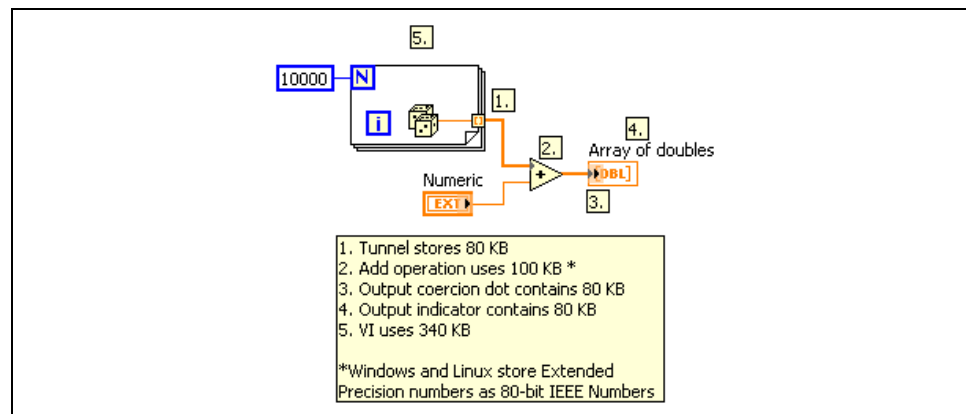 5.
10000
N
i
1.
2.
4.
Array of doubles
DBL]
3.
Numeric
EXT
1. Tunnel stores 80 KB
2. Add operation uses 100 KB *
3. Output coercion dot contains 80 KB
4. Output indicator contains 80 KB
5. VI uses 340 KB
*Windows and Linux store Extended
Precision numbers as 80-bit IEEE Numbers